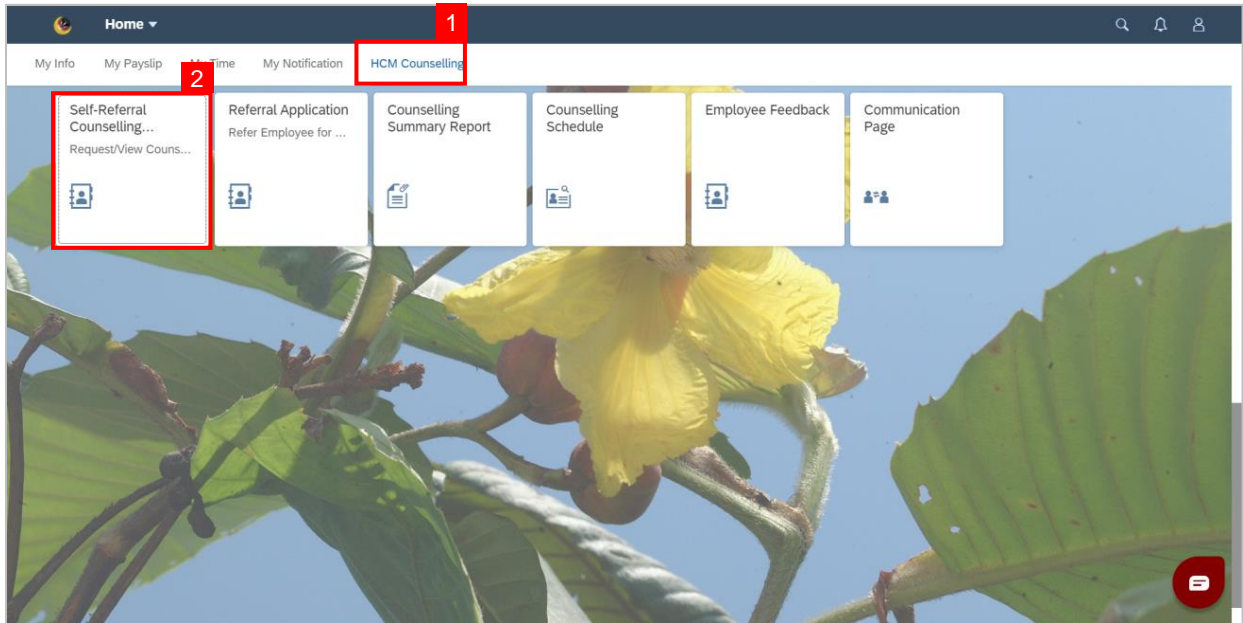 Home
1
My Info My Payslip My Time My Notification HCM Counselling
2
Self-Referral
Counselling...
Request/View Couns...
Referral Application
Refer Employee for ...
Counselling
Summary Report
Counselling
Schedule
Employee Feedback
Communication
Page